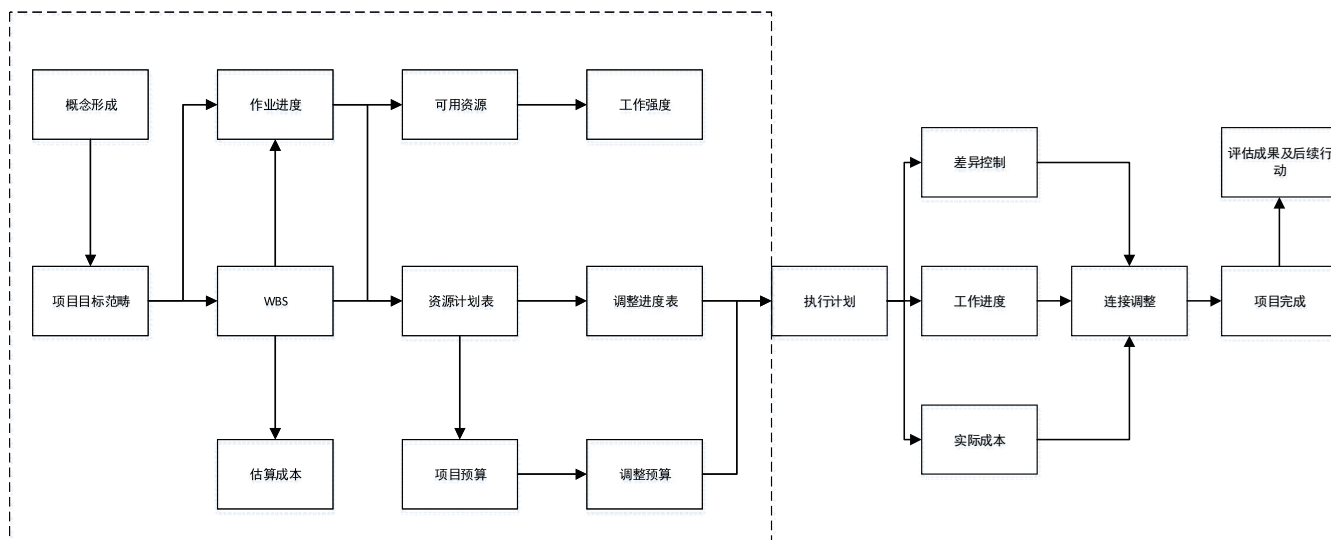 概念形成
作业进度
可用资源
工作强度
差异控制
评估成果及后续行
动
项目目标范畴
WBS
资源计划表
调整进度表
执行计划
工作进度
连接调整
项目完成
估算成本
项目预算
调整预算
实际成本